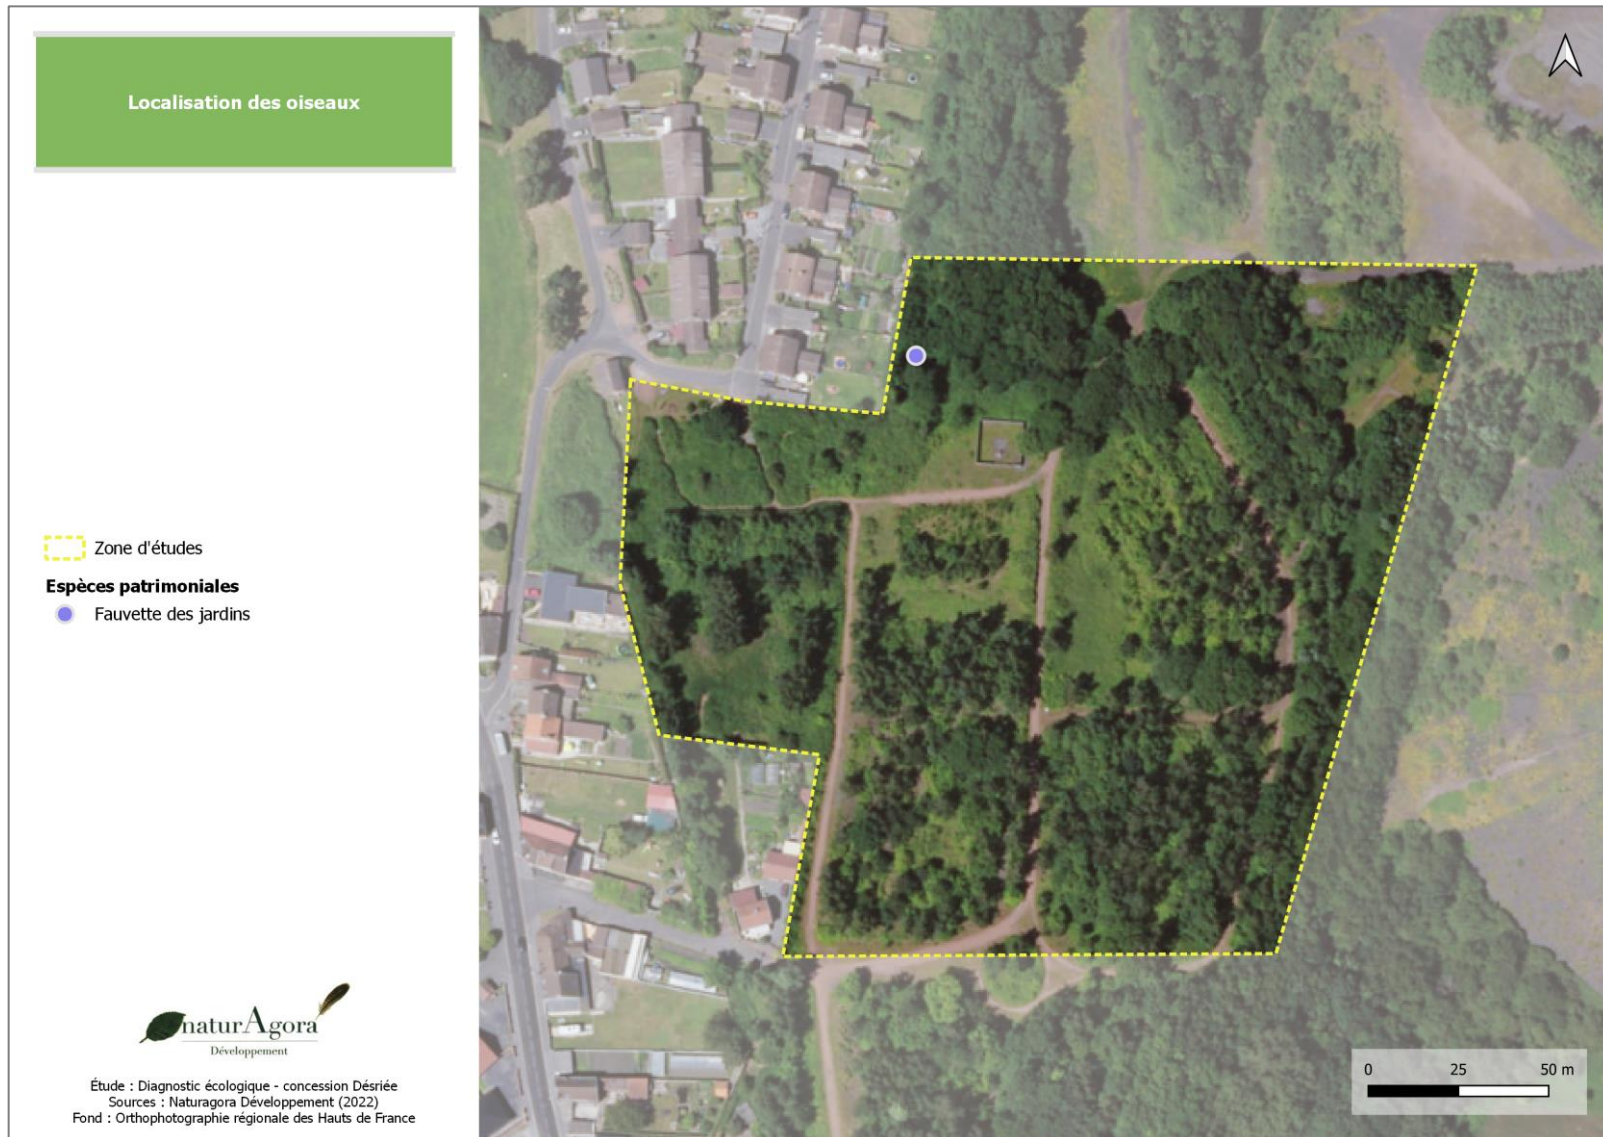 Localisation des oiseaux
Zone d'études
Espèces patrimoniales
Fauvette des jardins
naturAgora
Développement
Étude : Diagnostic écologique - concession Désriée
Sources : Naturagora Développement (2022)
Fond : Orthophotographie régionale des Hauts de France
0 25 50 m